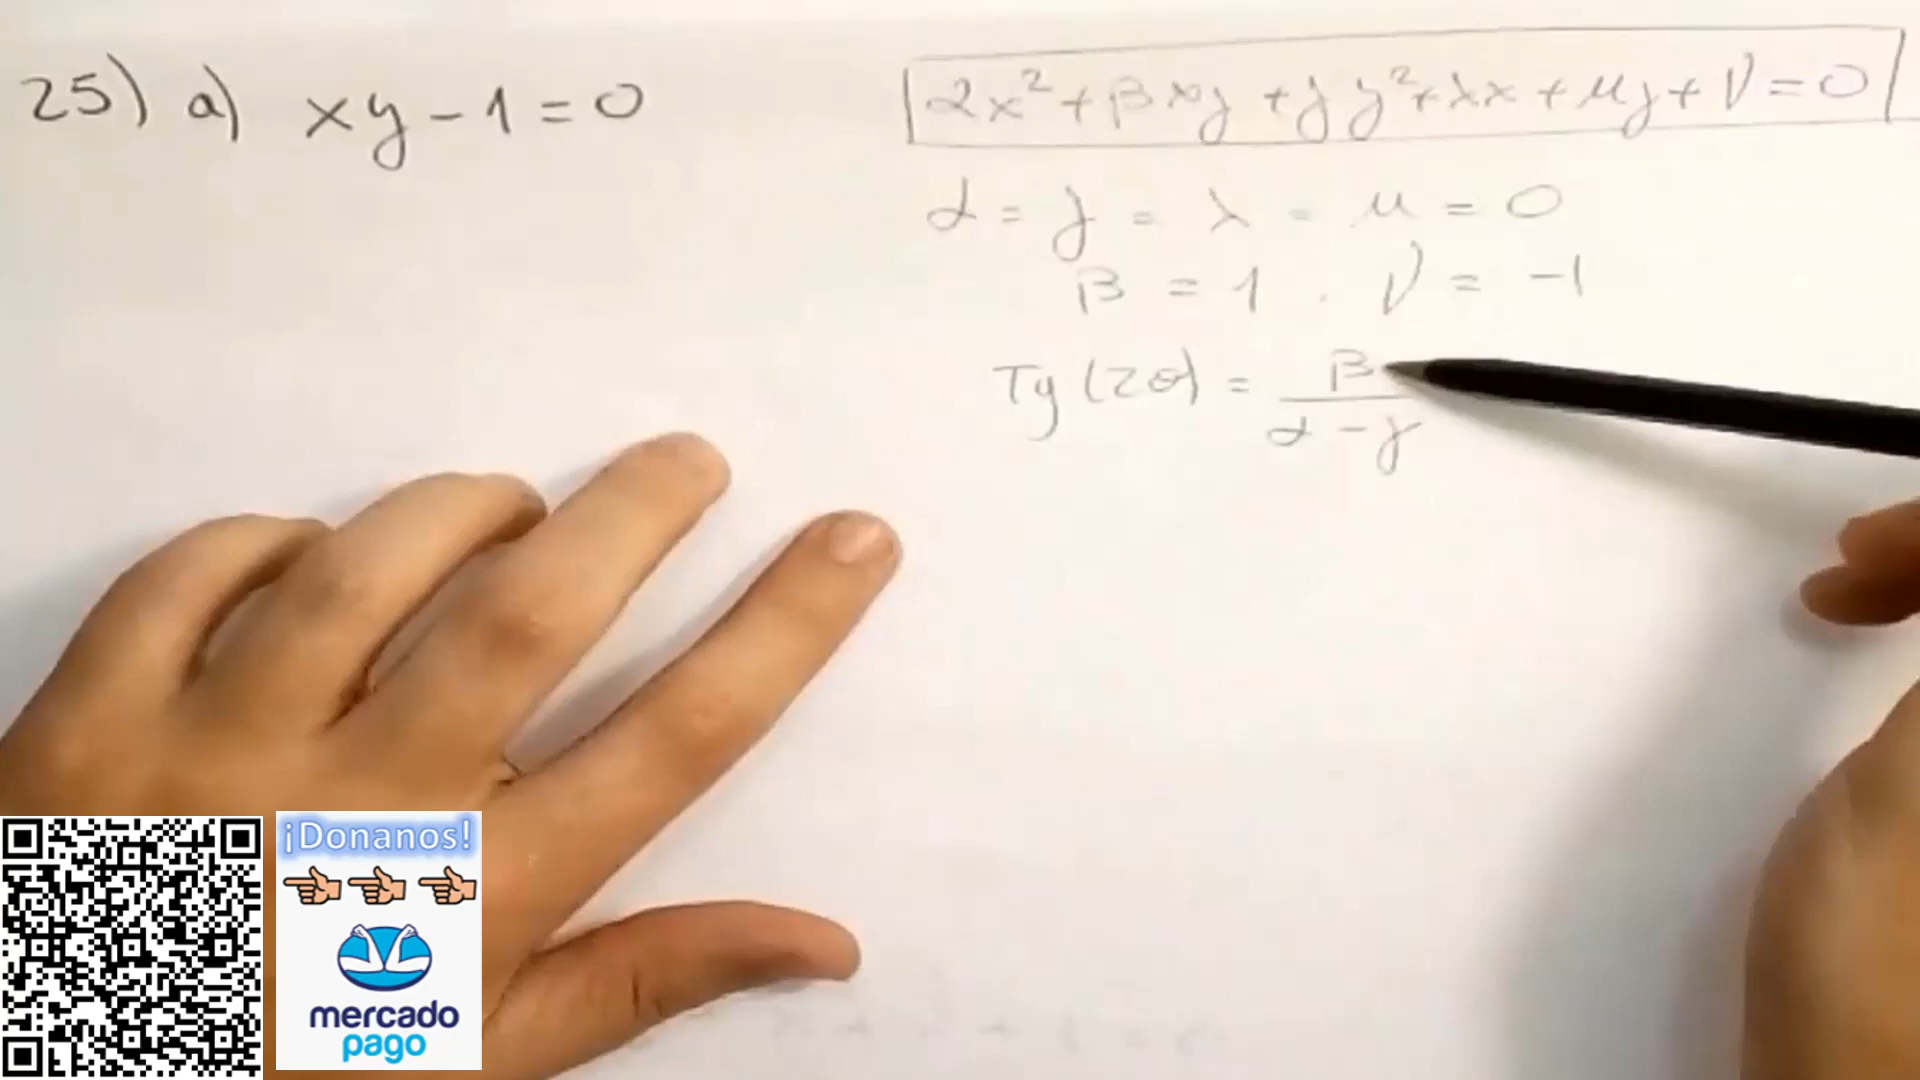 25) a) xy - 1 = 0
αx² + βxy + γy² + λx + μy + ν = 0
α = γ = λ = μ = 0
β = 1 . ν = -1
Tg (2θ) = β / α - γ
¡Donanos!
mercado
pago